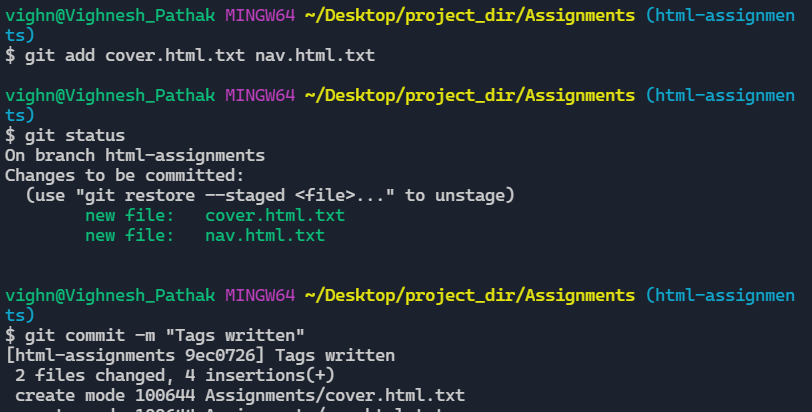 vighn@Vighnesh_Pathak MINGW64 ~/Desktop/project_dir/Assignments (html-assignmen
ts)
$ git add cover.html.txt nav.html.txt
vighn@Vighnesh_Pathak MINGW64 ~/Desktop/project_dir/Assignments (html-assignmen
ts)
$ git status
On branch html-assignments
Changes to be committed:
  (use "git restore --staged <file>..." to unstage)
        new file:   cover.html.txt
        new file:   nav.html.txt
vighn@Vighnesh_Pathak MINGW64 ~/Desktop/project_dir/Assignments (html-assignmen
ts)
$ git commit -m "Tags written"
[html-assignments 9ec0726] Tags written
 2 files changed, 4 insertions(+)
 create mode 100644 Assignments/cover.html.txt